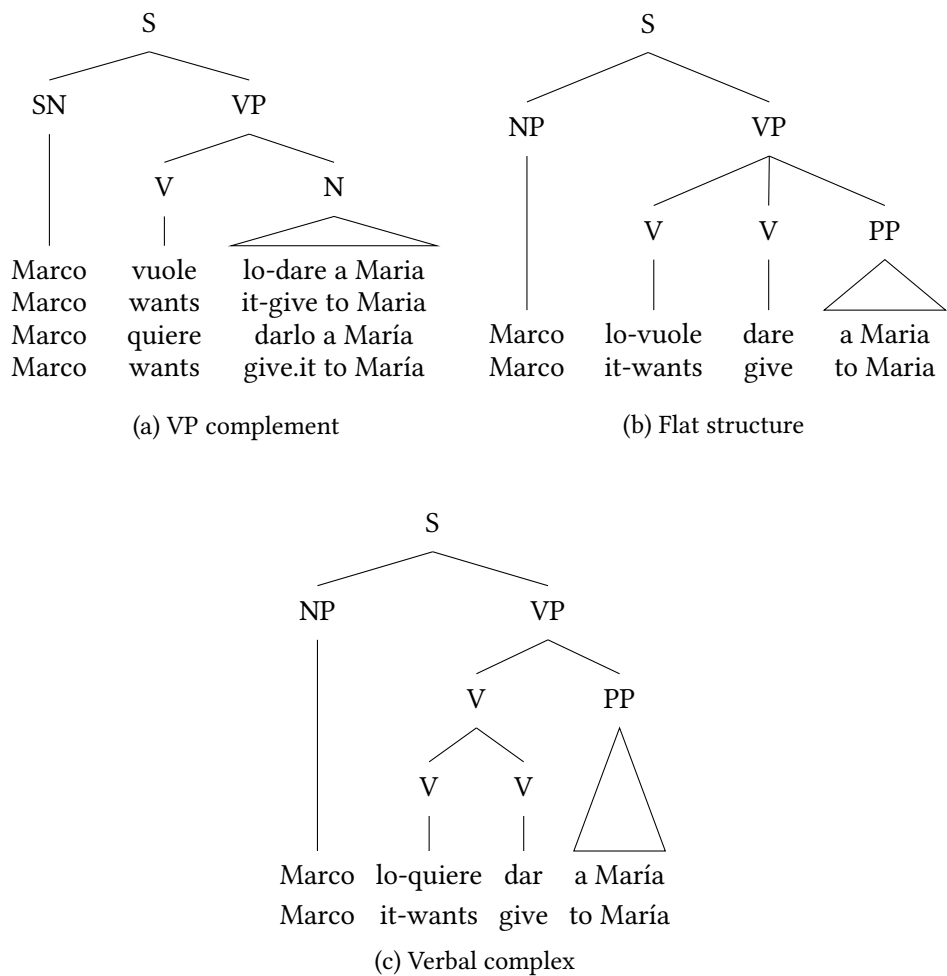 S
SN VP
V N
Marco vuole lo-dare a Maria
Marco wants it-give to Maria
Marco quiere darlo a María
Marco wants give.it to María
(a) VP complement
S
NP VP
V V PP
Marco lo-vuole dare a Maria
Marco it-wants give to Maria
(b) Flat structure
S
NP VP
V PP
V V
Marco lo-quiere dar a María
Marco it-wants give to María
(c) Verbal complex